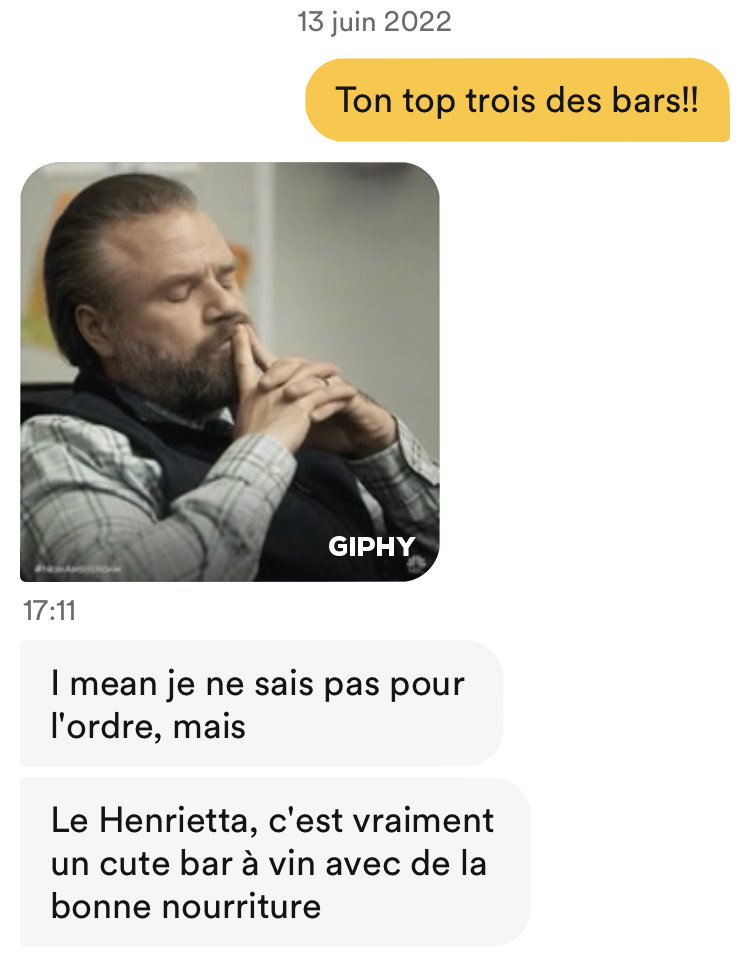 13 juin 2022
Ton top trois des bars!!
GIPHY
#NEWAMSTERDAM
17:11
I mean je ne sais pas pour
l'ordre, mais
Le Henrietta, c'est vraiment
un cute bar à vin avec de la
bonne nourriture